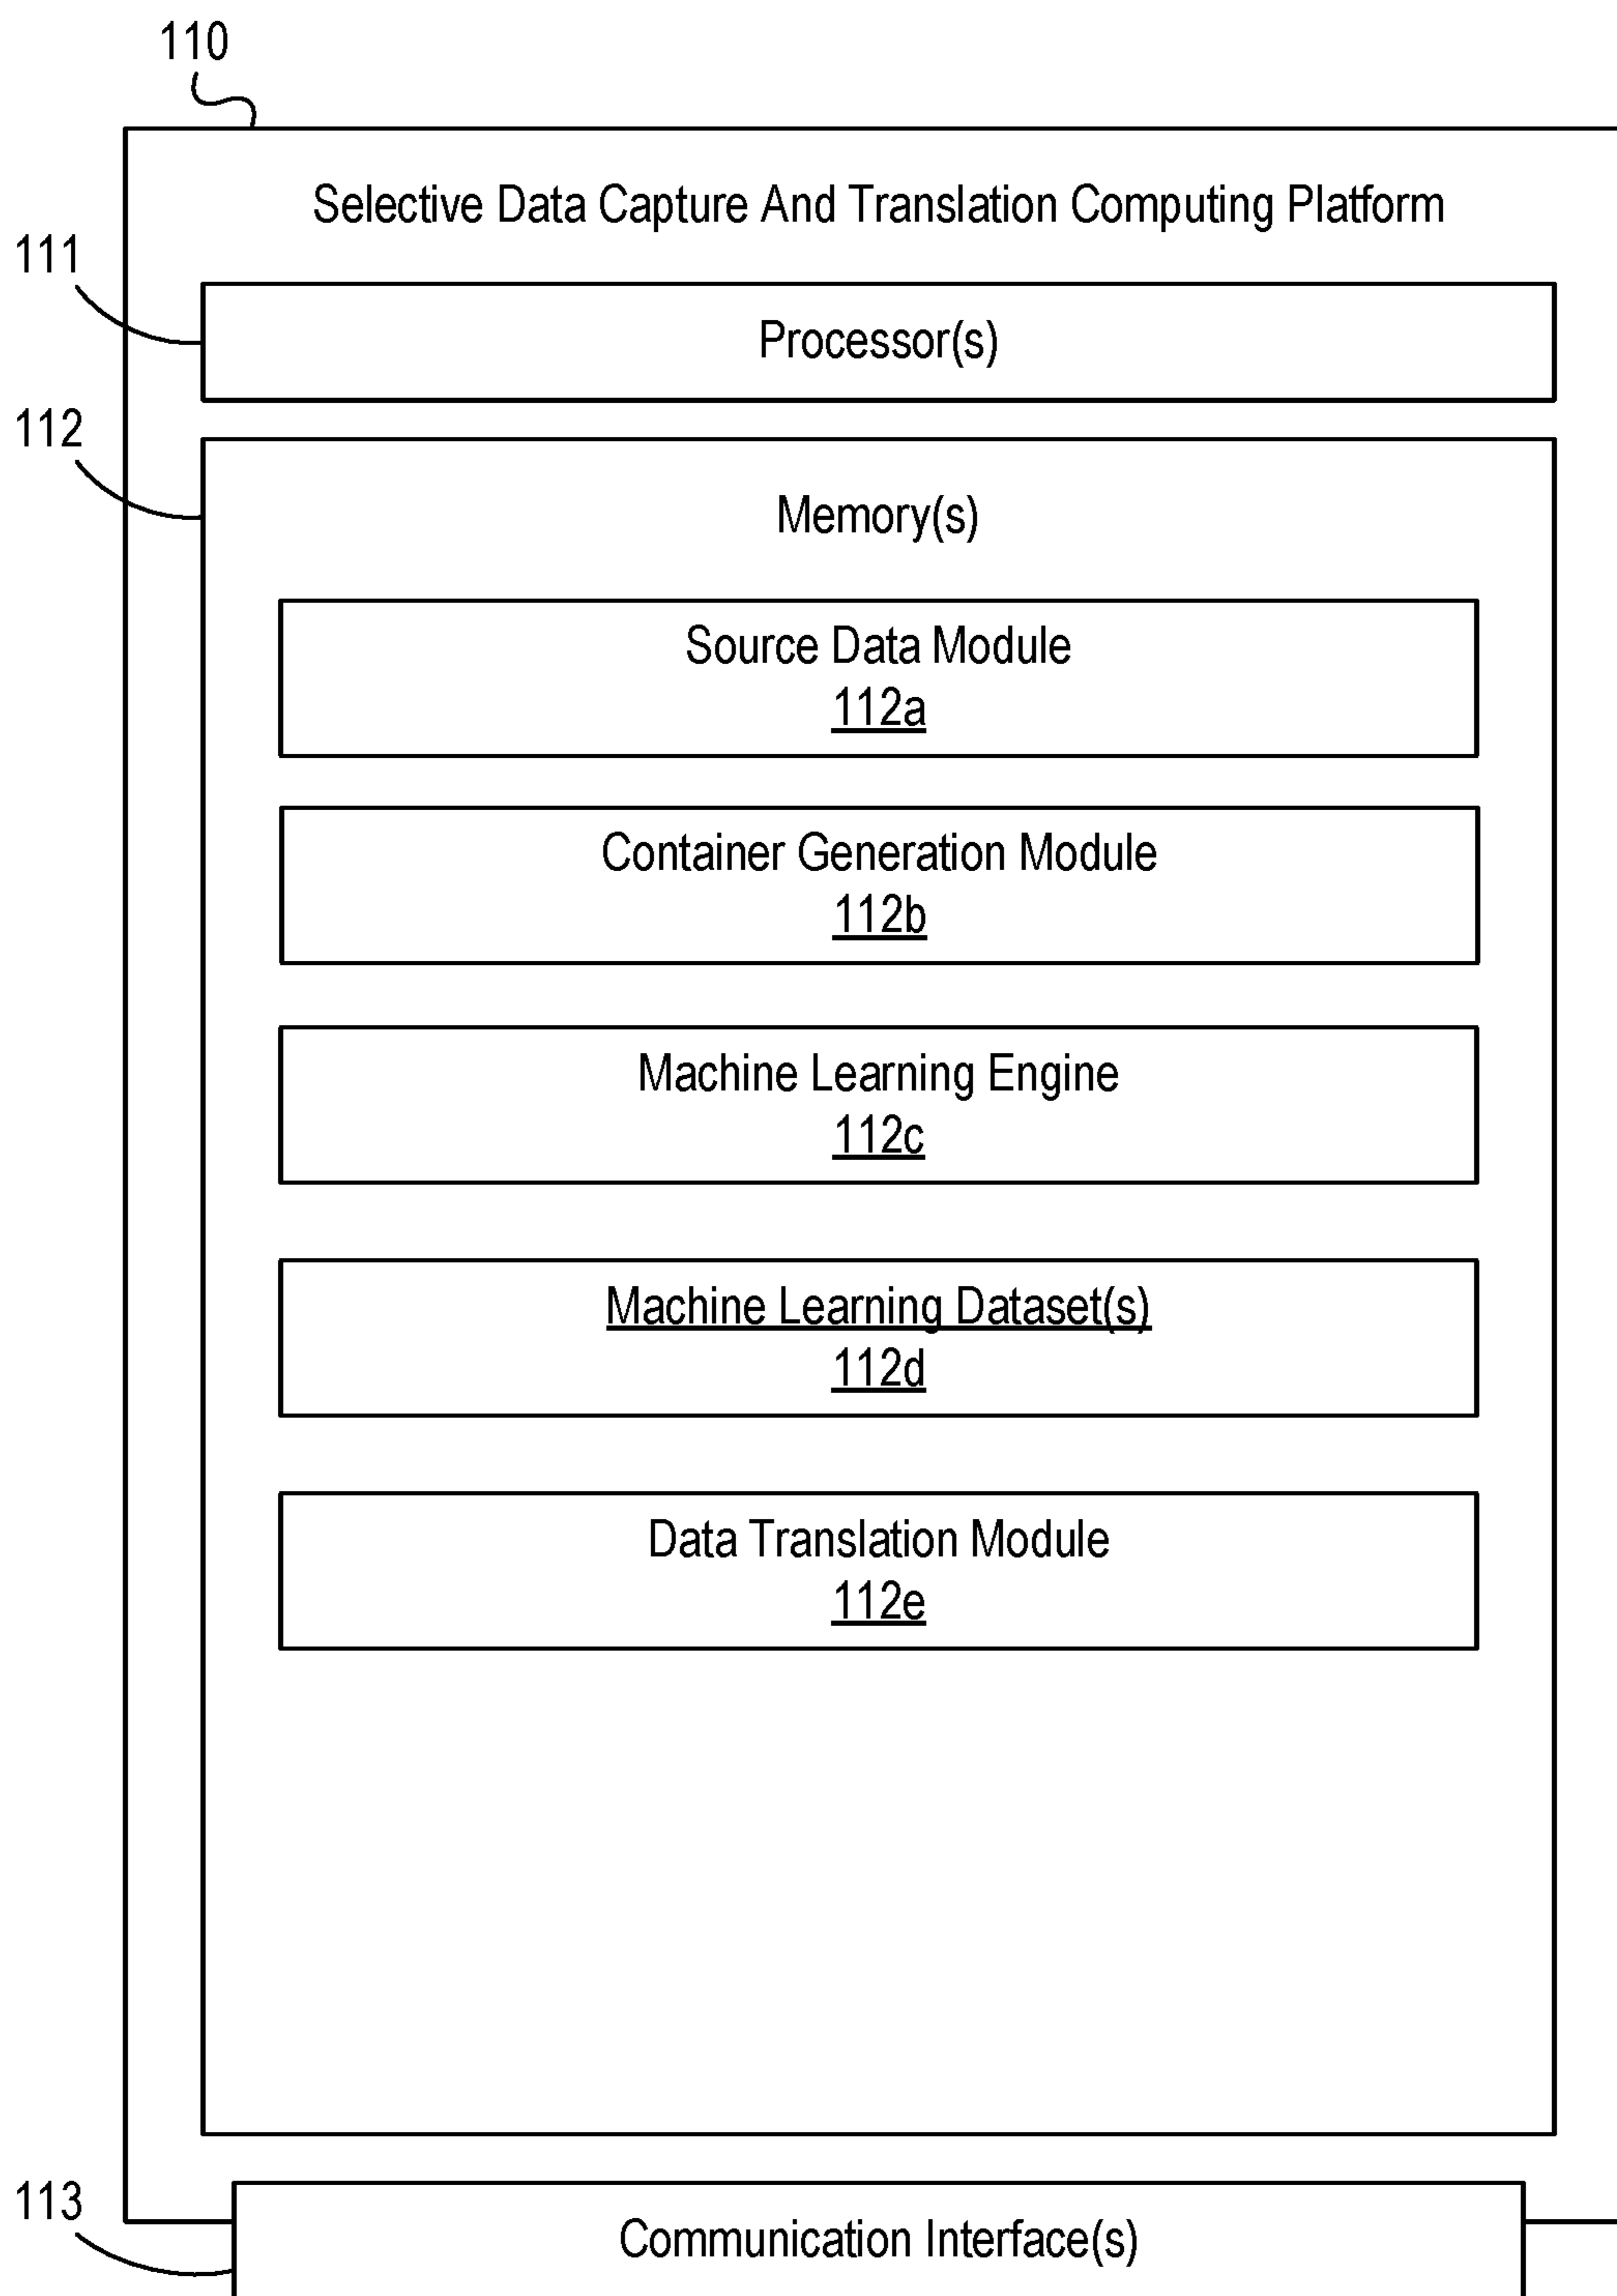 110
Selective Data Capture And Translation Computing Platform
111
Processor(s)
112
Memory(s)
Source Data Module
112a
Container Generation Module
112b
Machine Learning Engine
112c
Machine Learning Dataset(s)
112d
Data Translation Module
112e
113
Communication Interface(s)